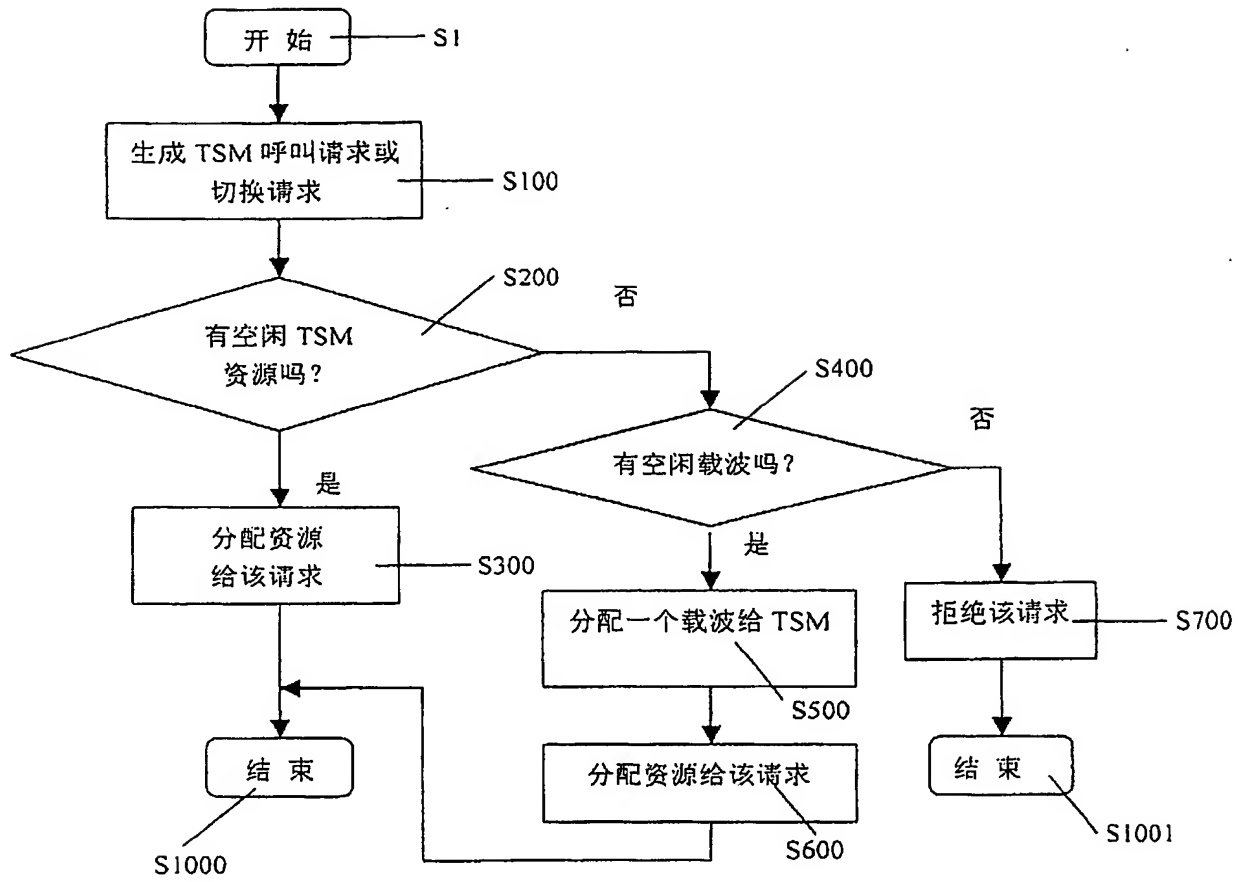 开 始
S1
生成 TSM 呼叫请求或
切换请求
S100
S200
有空闲 TSM
资源吗?
否
S400
有空闲载波吗?
否
是
分配资源
给该请求
S300
是
分配一个载波给 TSM
S500
拒绝该请求
S700
结 束
S1000
分配资源给该请求
S600
结 束
S1001